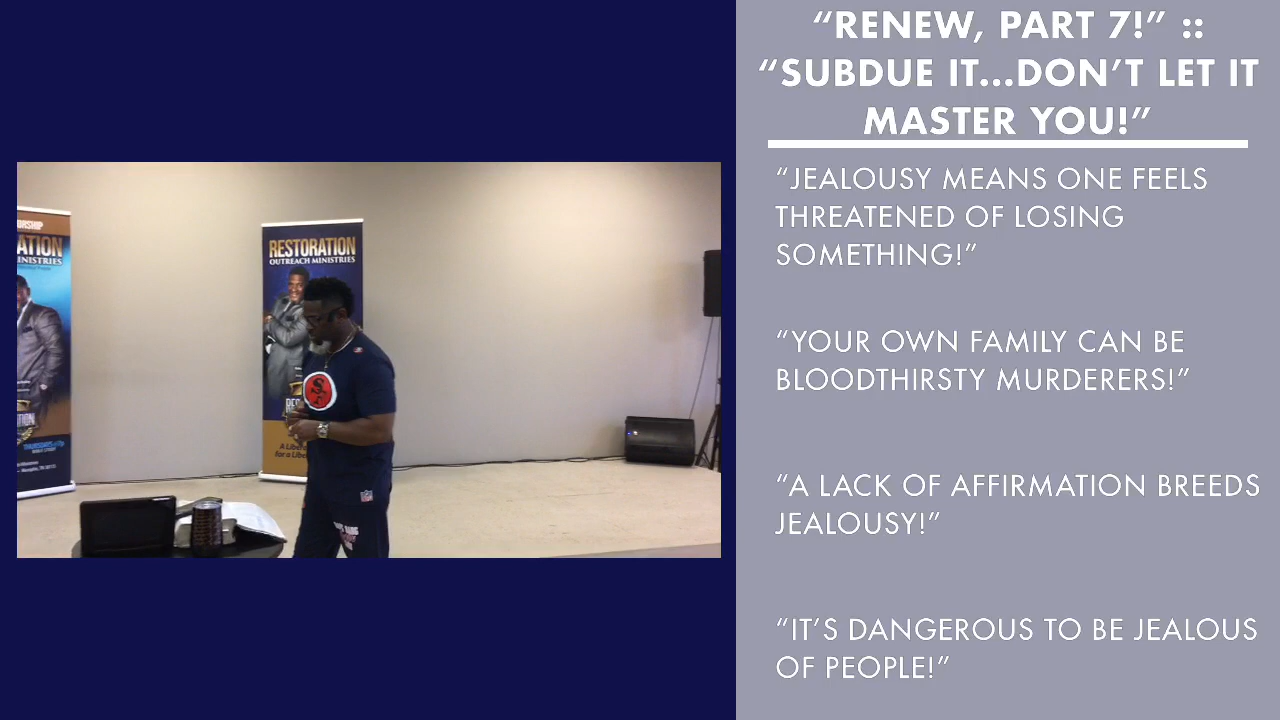 “RENEW, PART 7!” ::
“SUBDUE IT...DON’T LET IT
MASTER YOU!”
“JEALOUSY MEANS ONE FEELS
THREATENED OF LOSING
SOMETHING!”
“YOUR OWN FAMILY CAN BE
BLOODTHIRSTY MURDERERS!”
“A LACK OF AFFIRMATION BREEDS
JEALOUSY!”
“IT’S DANGEROUS TO BE JEALOUS
OF PEOPLE!”
RESTORATION
OUTREACH MINISTRIES